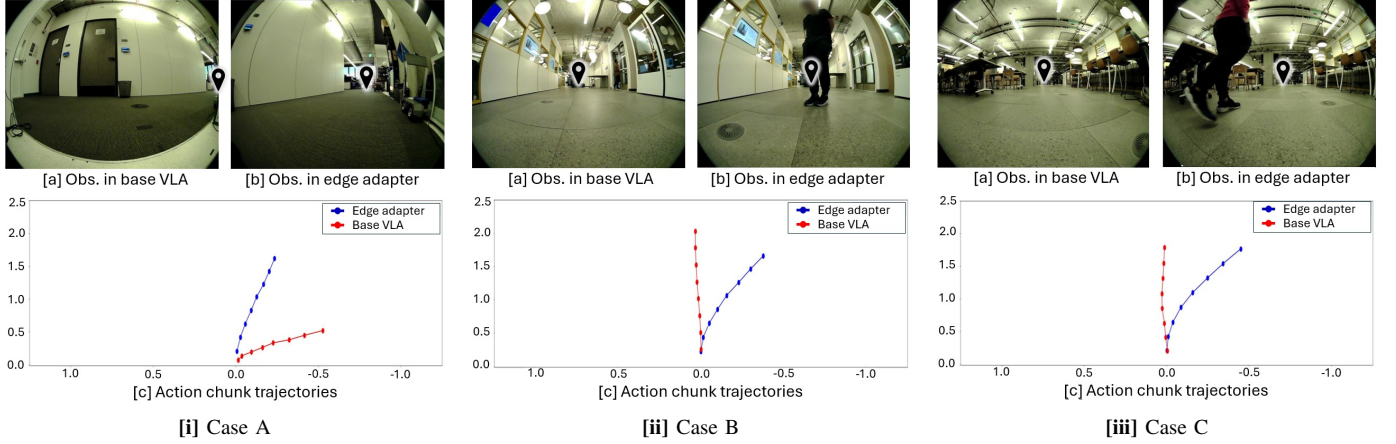 [a] Obs. in base VLA
[b] Obs. in edge adapter
2.5
2.0
1.5
1.0
0.5
0.0
Edge adapter
Base VLA
1.0 0.5 0.0 -0.5 -1.0
[c] Action chunk trajectories
[i] Case A
[a] Obs. in base VLA
[b] Obs. in edge adapter
2.5
2.0
1.5
1.0
0.5
0.0
Edge adapter
Base VLA
1.0 0.5 0.0 -0.5 -1.0
[c] Action chunk trajectories
[ii] Case B
[a] Obs. in base VLA
[b] Obs. in edge adapter
2.5
2.0
1.5
1.0
0.5
0.0
Edge adapter
Base VLA
1.0 0.5 0.0 -0.5 -1.0
[c] Action chunk trajectories
[iii] Case C